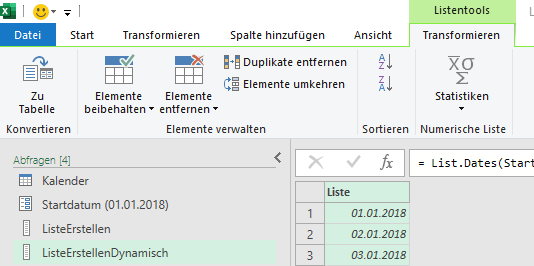 Listentools
Datei Start Transformieren Spalte hinzufügen Ansicht Transformieren
Zu Tabelle
Elemente beibehalten
Elemente entfernen
Duplikate entfernen
Elemente umkehren
Statistiken
Konvertieren Elemente verwalten Sortieren Numerische Liste
Abfragen [4]
Kalender
Startdatum (01.01.2018)
ListeErstellen
ListeErstellenDynamisch
fx = List.Dates(Start
Liste
1 01.01.2018
2 02.01.2018
3 03.01.2018